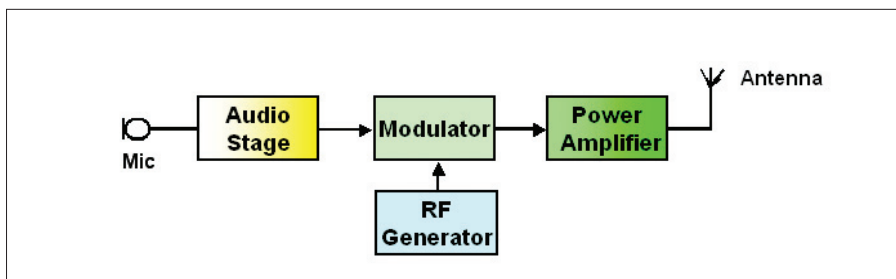 Antenna
Audio
Stage
Modulator
Power
Amplifier
Mic
RF
Generator